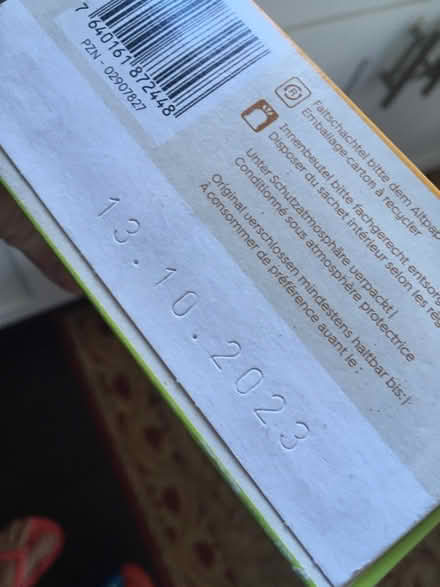 7 640161 872448
PZN - 02907827
Faltschachtel bitte dem Altpap
Emballage carton à recycler
Innenbeutel bitte fachgerecht entsor
Disposer du sachet intérieur selon les ré
Unter Schutzatmosphäre verpackt |
Conditionné sous atmosphère protectrice
Original verschlossen mindestens haltbar bis: |
A consommer de préférence avant le :
13.10.2023